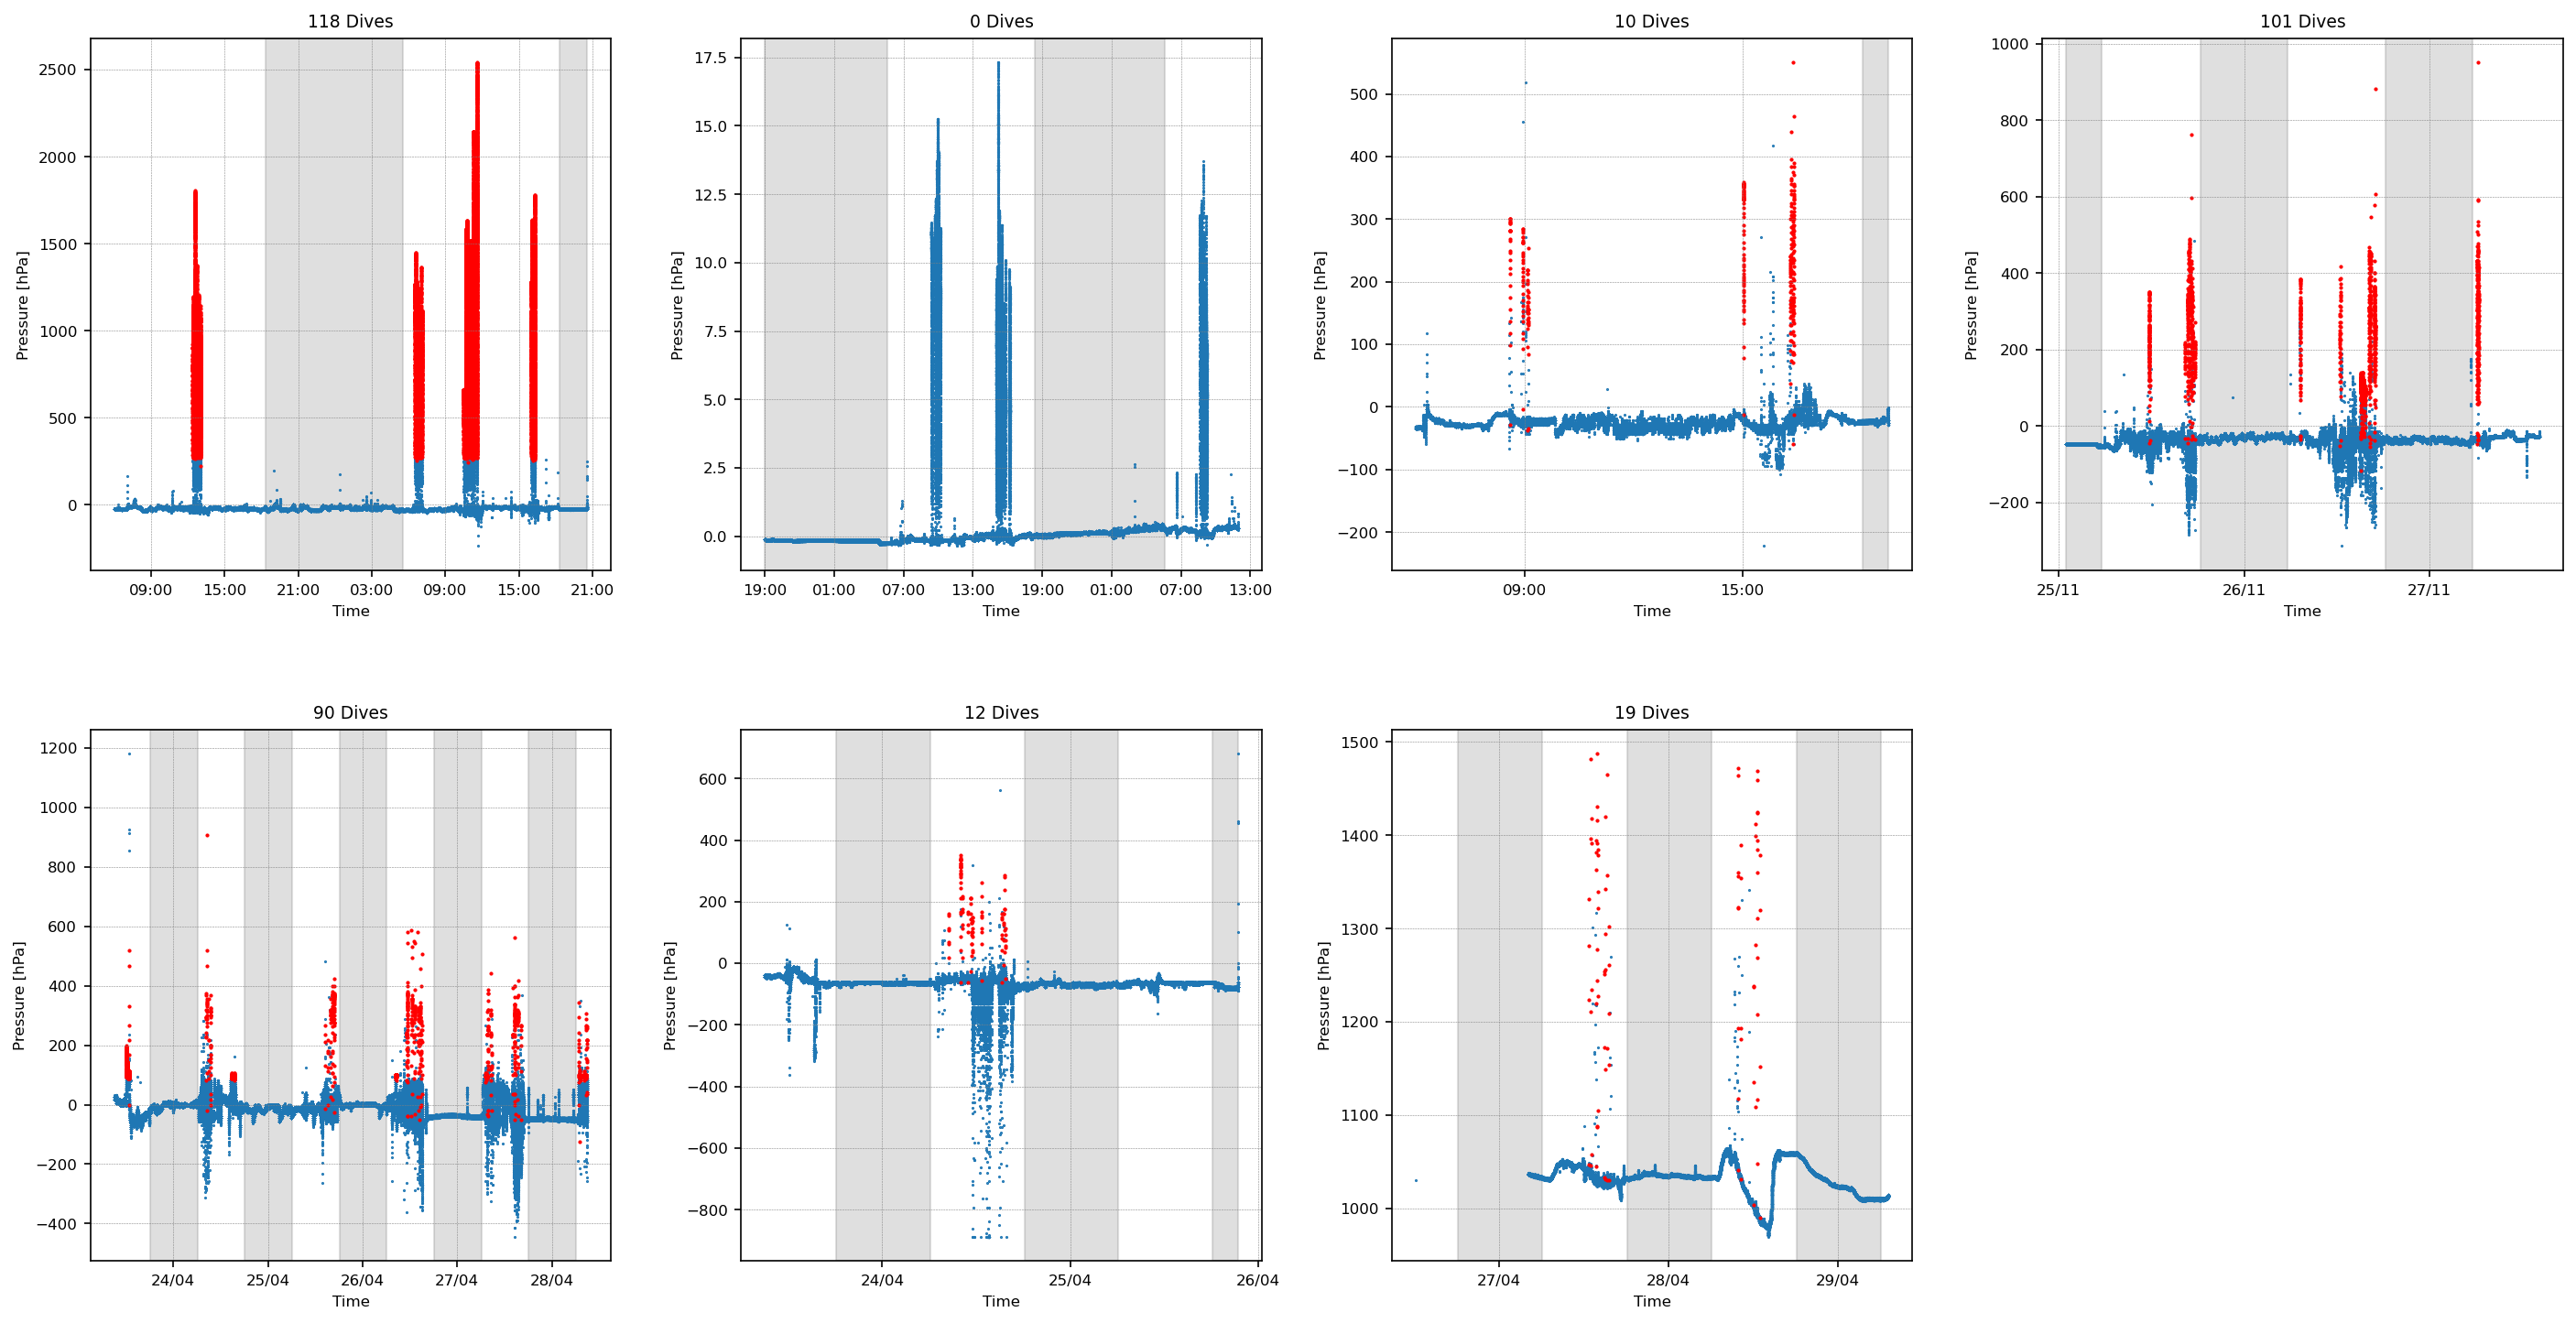 118 Dives
Pressure [hPa]
2500
2000
1500
1000
500
0
09:00 15:00 21:00 03:00 09:00 15:00 21:00
Time
0 Dives
Pressure [hPa]
17.5
15.0
12.5
10.0
7.5
5.0
2.5
0.0
19:00 01:00 07:00 13:00 19:00 01:00 07:00 13:00
Time
10 Dives
Pressure [hPa]
500
400
300
200
100
0
−100
−200
09:00 15:00
Time
101 Dives
Pressure [hPa]
1000
800
600
400
200
0
−200
25/11 26/11 27/11
Time
90 Dives
Pressure [hPa]
1200
1000
800
600
400
200
0
−200
−400
24/04 25/04 26/04 27/04 28/04
Time
12 Dives
Pressure [hPa]
600
400
200
0
−200
−400
−600
−800
24/04 25/04 26/04
Time
19 Dives
Pressure [hPa]
1500
1400
1300
1200
1100
1000
27/04 28/04 29/04
Time